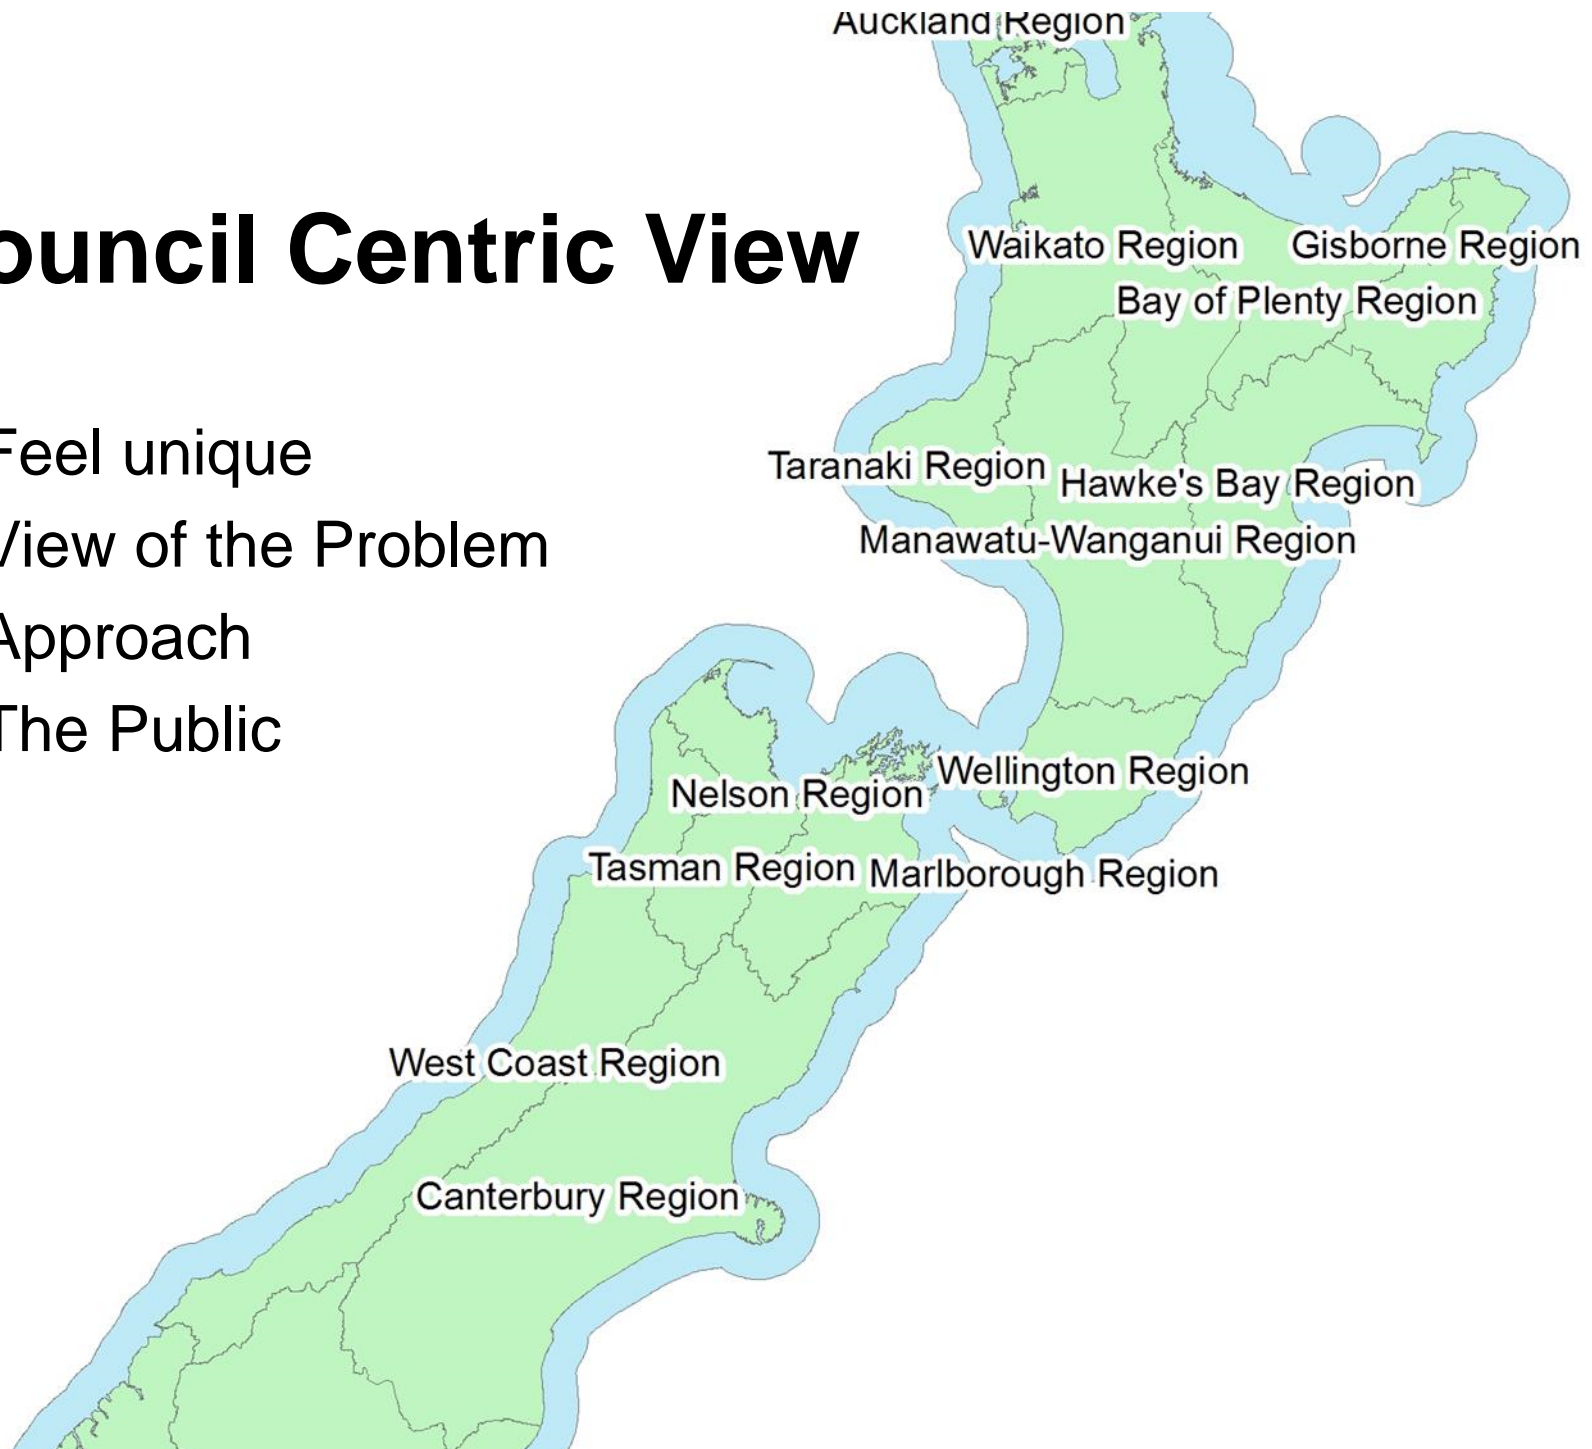 Auckland Region
ouncil Centric View
Waikato Region
Gisborne Region
Bay of Plenty Region
Feel unique
View of the Problem
Approach
The Public
Taranaki Region
Hawke's Bay Region
Manawatu-Wanganui Region
Wellington Region
Nelson Region
Tasman Region
Marlborough Region
West Coast Region
Canterbury Region